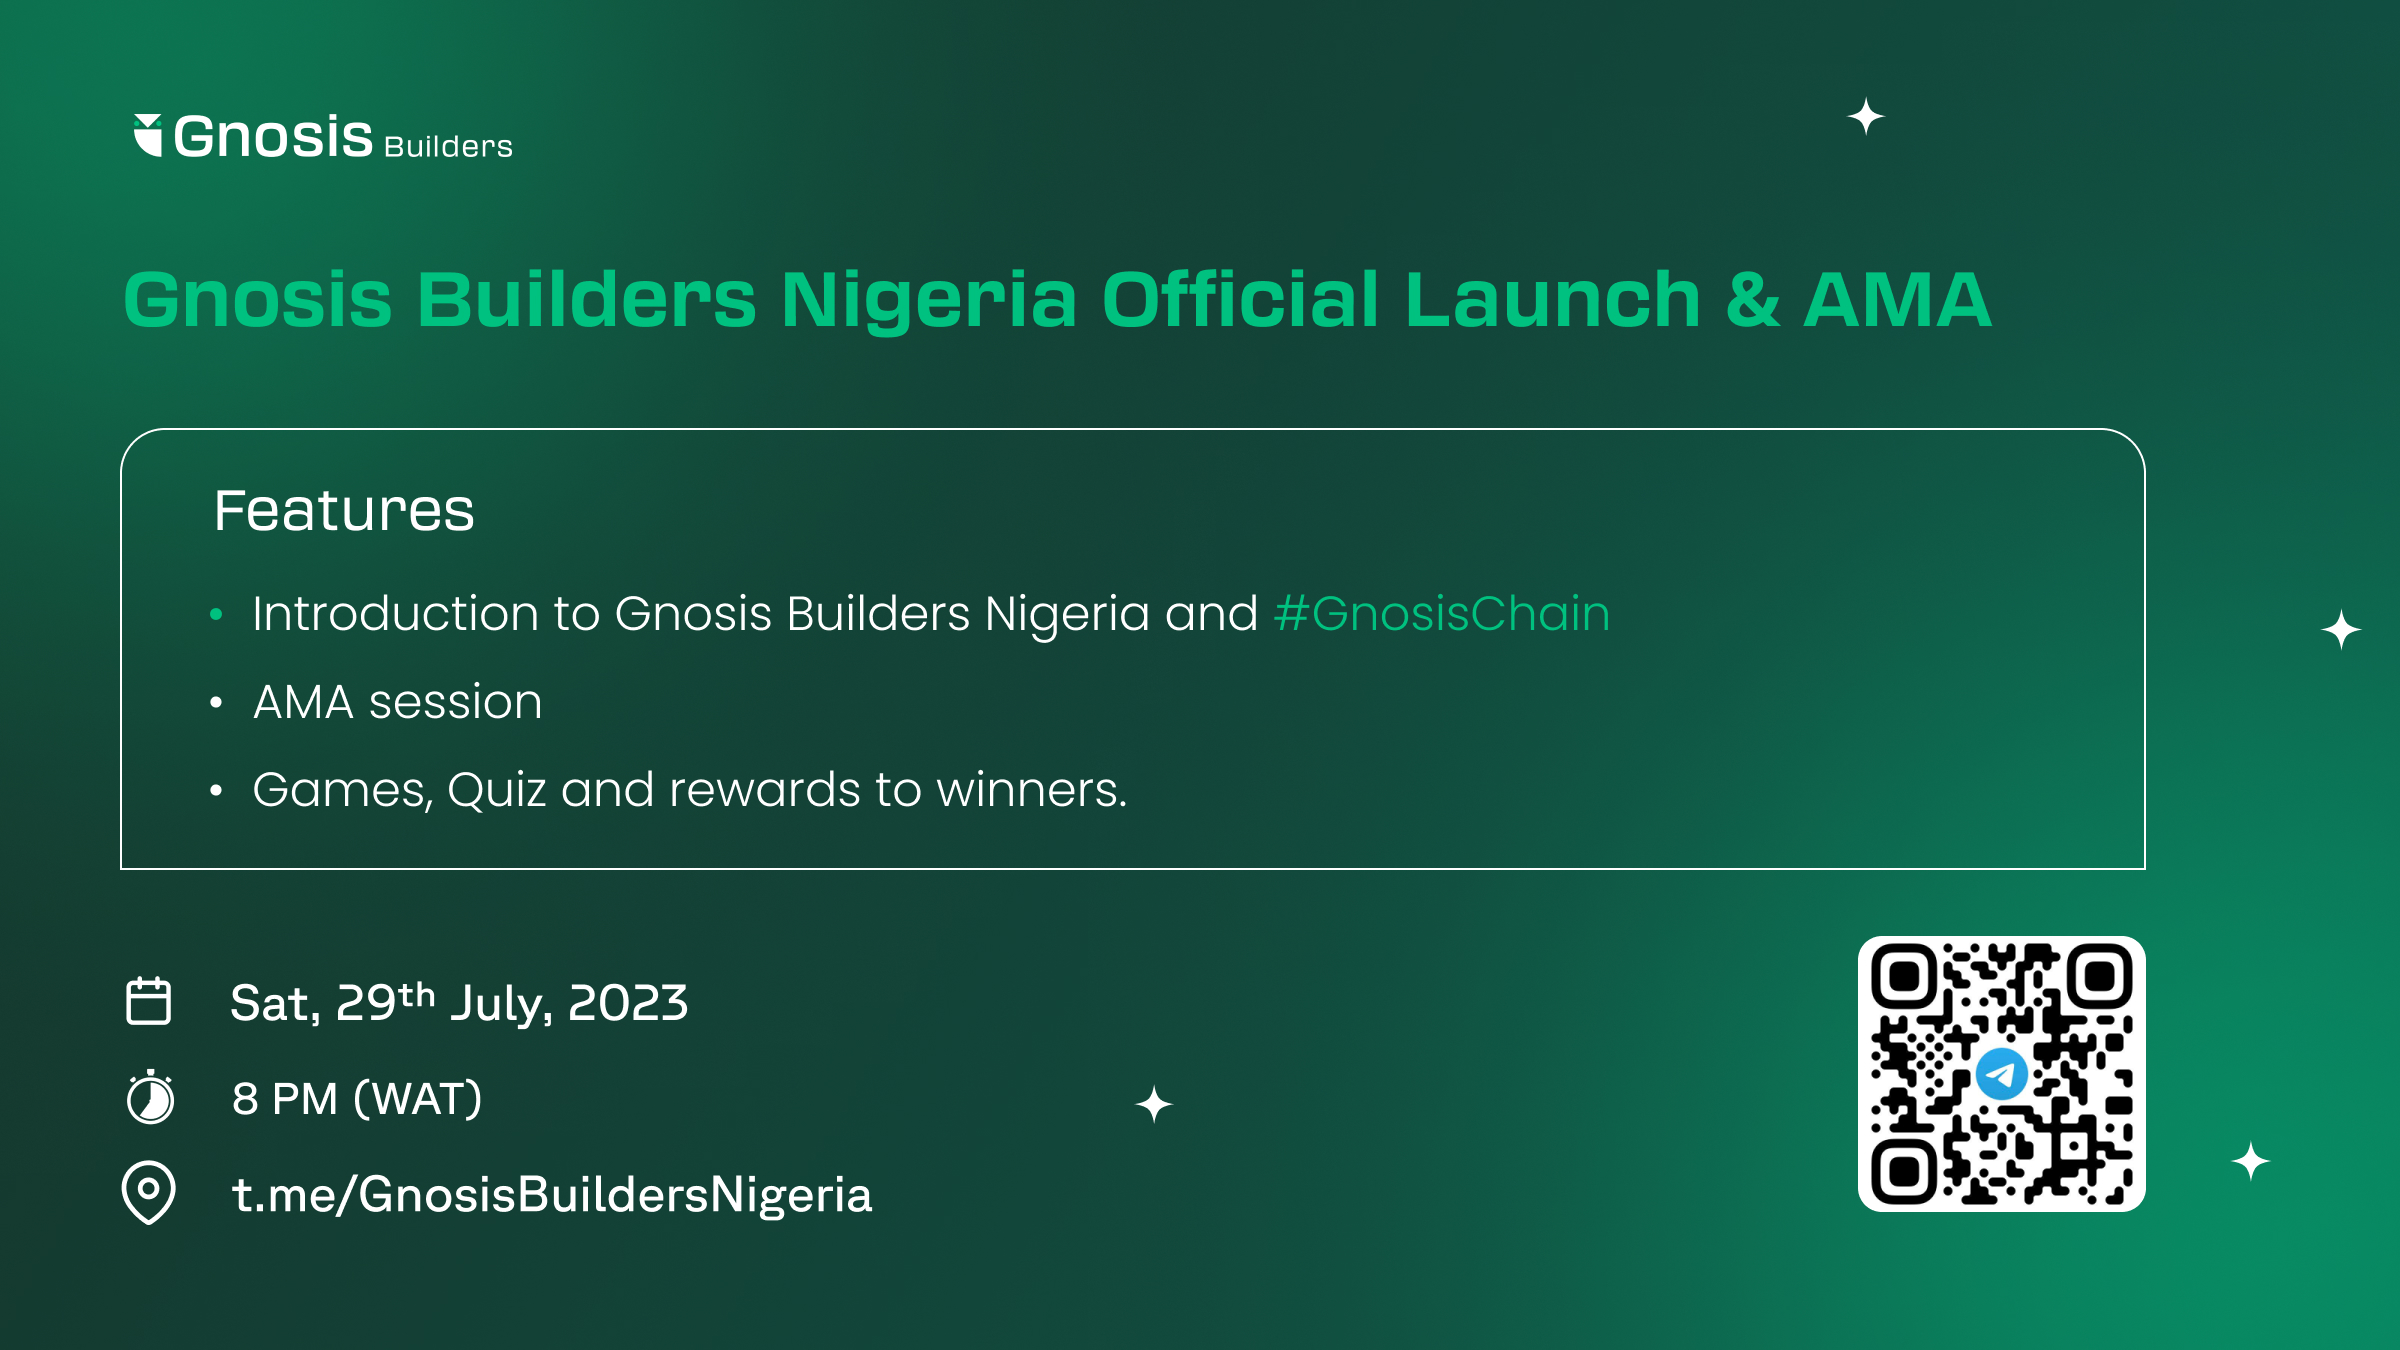 Gnosis Builders
Gnosis Builders Nigeria Official Launch & AMA
Features
• Introduction to Gnosis Builders Nigeria and #GnosisChain
• AMA session
• Games, Quiz and rewards to winners.
Sat, 29th July, 2023
8 PM (WAT)
t.me/GnosisBuildersNigeria